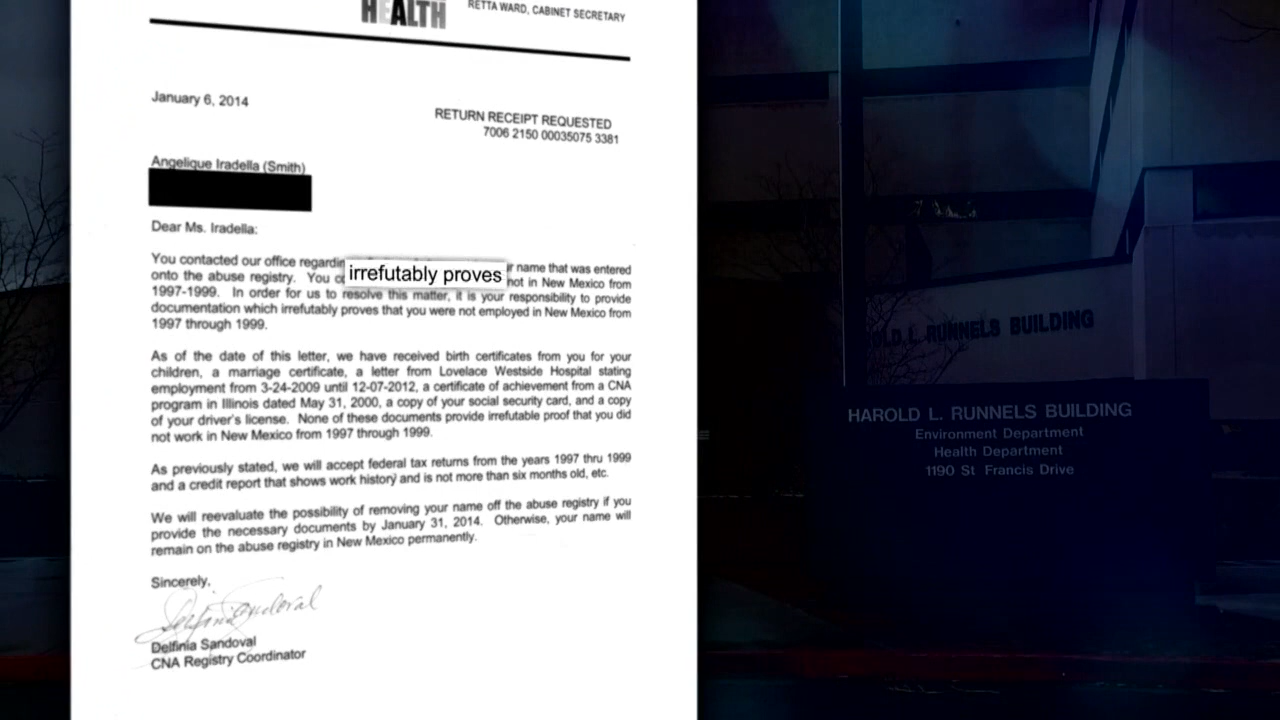 HEALTH
RETTA WARD, CABINET SECRETARY
January 6, 2014
RETURN RECEIPT REQUESTED
7006 2150 00035075 3381
Angelique Iradella (Smith)
Dear Ms. Iradella:
You contacted our office name that was entered
irrefutably proves
onto the abuse registry. You not in New Mexico from
1997-1999. In order for us to resolve this matter, it is your responsibility to provide
documentation which irrefutably proves that you were not employed in New Mexico from
1997 through 1999.
As of the date of this letter, we have received birth certificates from you for your
children, a marriage certificate, a letter from Lovelace Westside Hospital stating
employment from 3-24-2009 until 12-07-2012, a certificate of achievement from a CNA
program in Illinois dated May 31, 2000, a copy of your social security card, and a copy
of your driver's license. None of these documents provide irrefutable proof that you did
not work in New Mexico from 1997 through 1999.
As previously stated, we will accept federal tax returns from the years 1997 thru 1999
and a credit report that shows work history and is not more than six months old, etc.
We will reevaluate the possibility of removing your name off the abuse registry if you
provide the necessary documents by January 31, 2014. Otherwise, your name will
remain on the abuse registry in New Mexico permanently.
Sincerely,
Delfinia Sandoval
Delfinia Sandoval
CNA Registry Coordinator
OLD L. RUNNELS BUILDING
HAROLD L. RUNNELS BUILDING
Environment Department
Health Department
1190 St Francis Drive